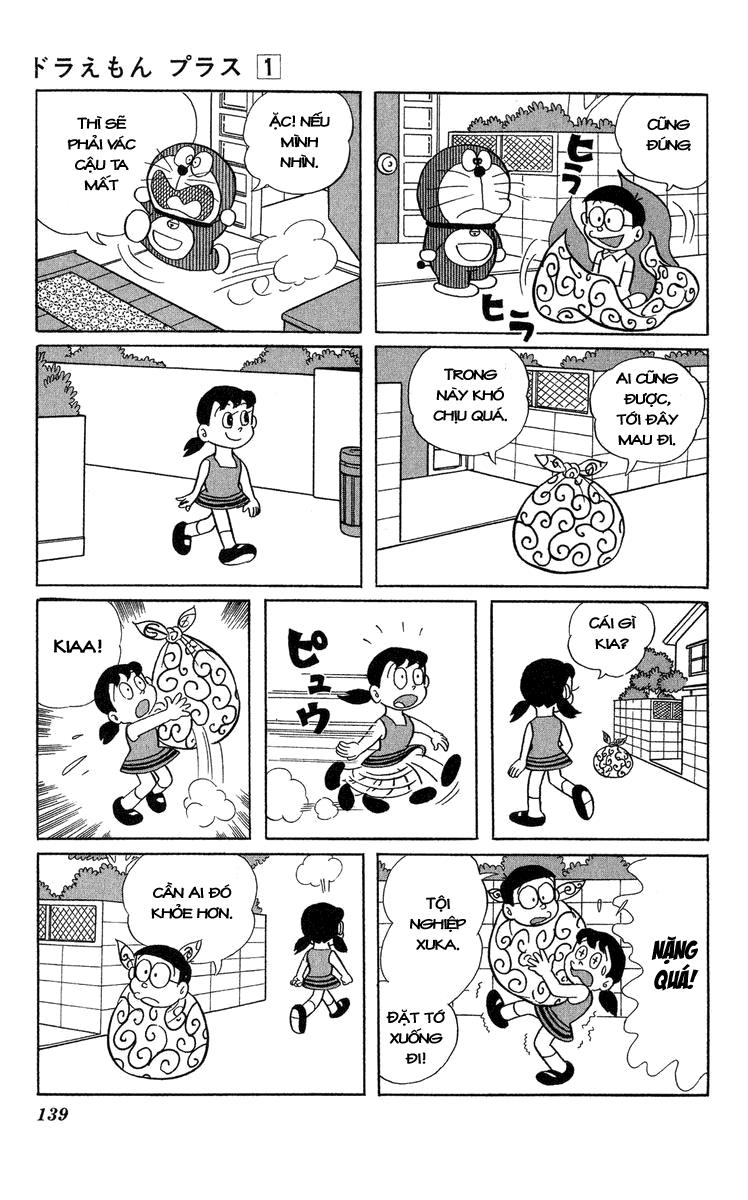 ドラえもん プラス 1
CŨNG
ĐÚNG
ヒラ
ヒラ
ẶC! NẾU
MÌNH
NHÌN.
THÌ SẼ
PHẢI VÁC
CẬU TA
MẤT
AI CŨNG
ĐƯỢC,
TỚI ĐÂY
MAU ĐI.
TRONG
NÀY KHÓ
CHỊU QUÁ.
CÁI GÌ
KIA?
ピュウ
KIAA!
NẶNG
QUÁ!
TỘI
NGHIỆP
XUKA.
ĐẶT TỚ
XUỐNG
ĐI!
CẦN AI ĐÓ
KHỎE HƠN.
139